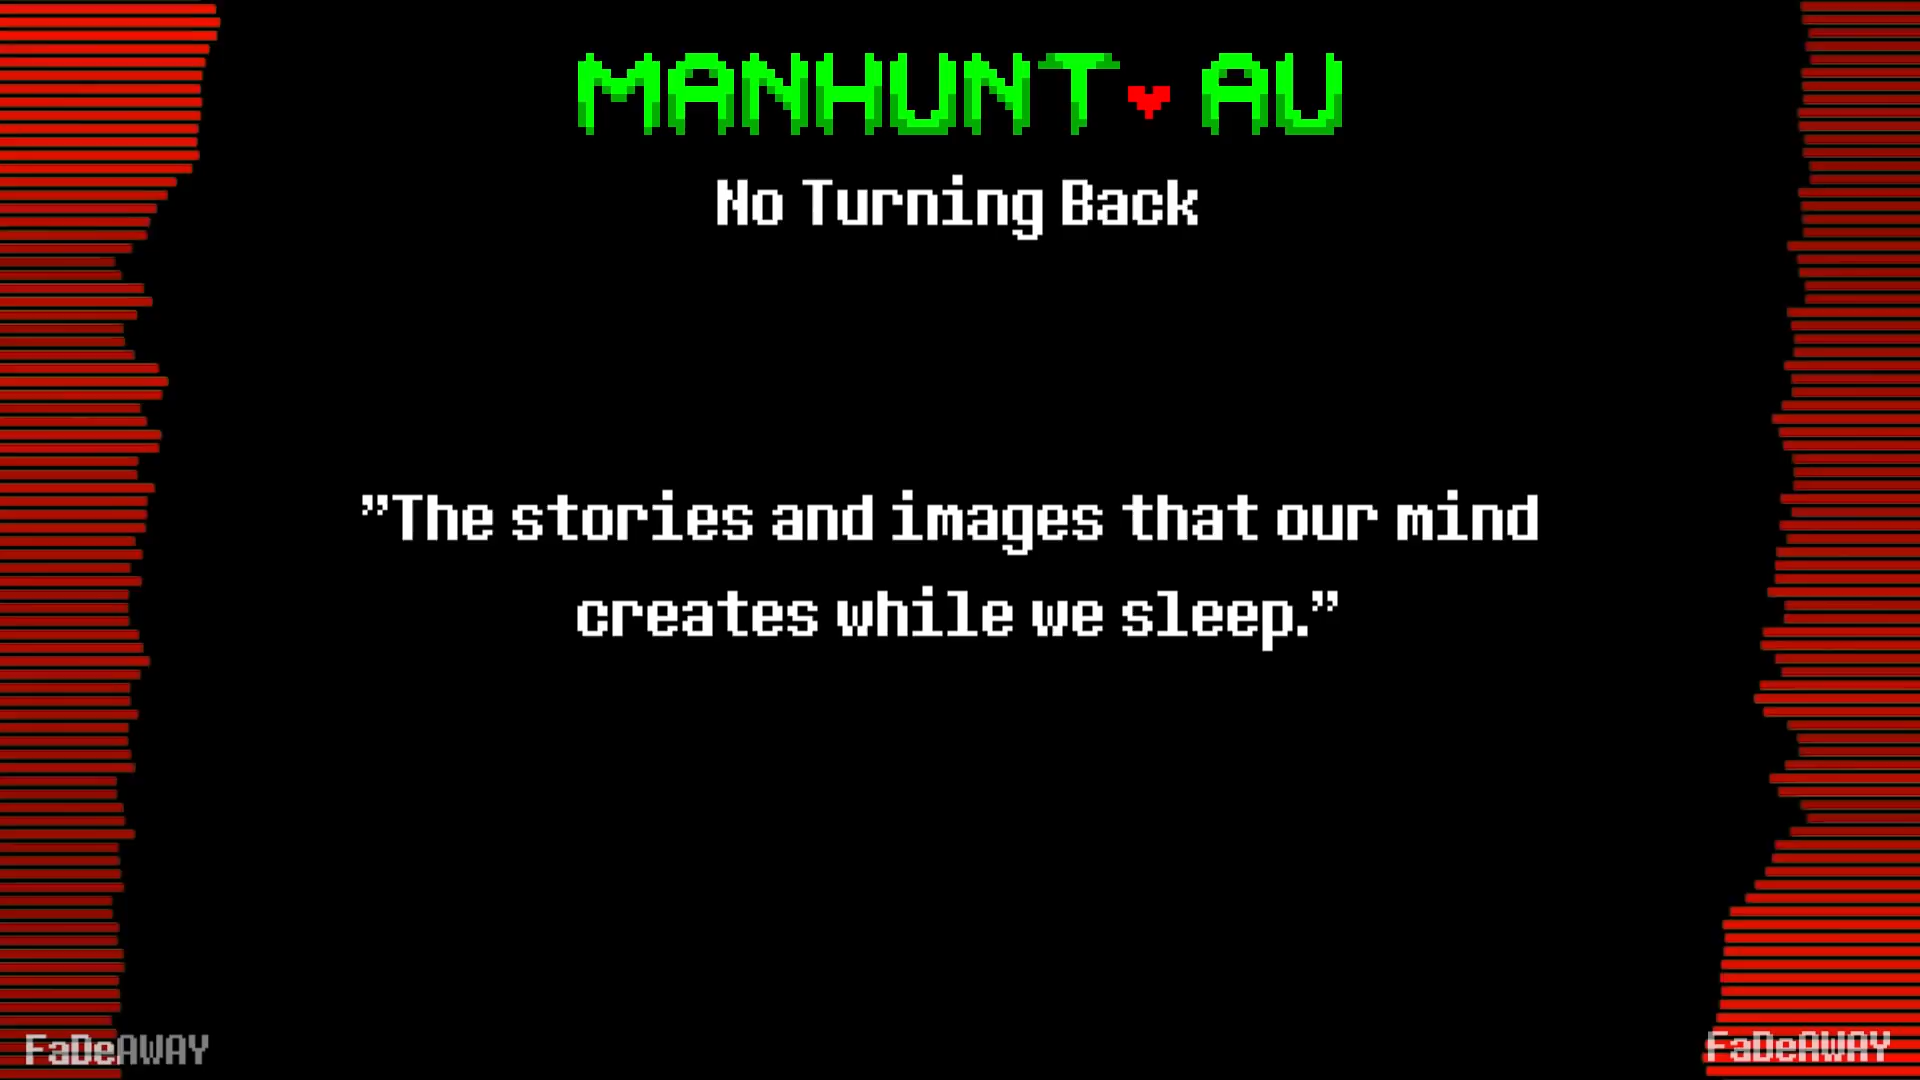 MANHUNT AU
No Turning Back
”The stories and images that our mind
creates while we sleep.”
FaDeAWAY
FaDeAWAY